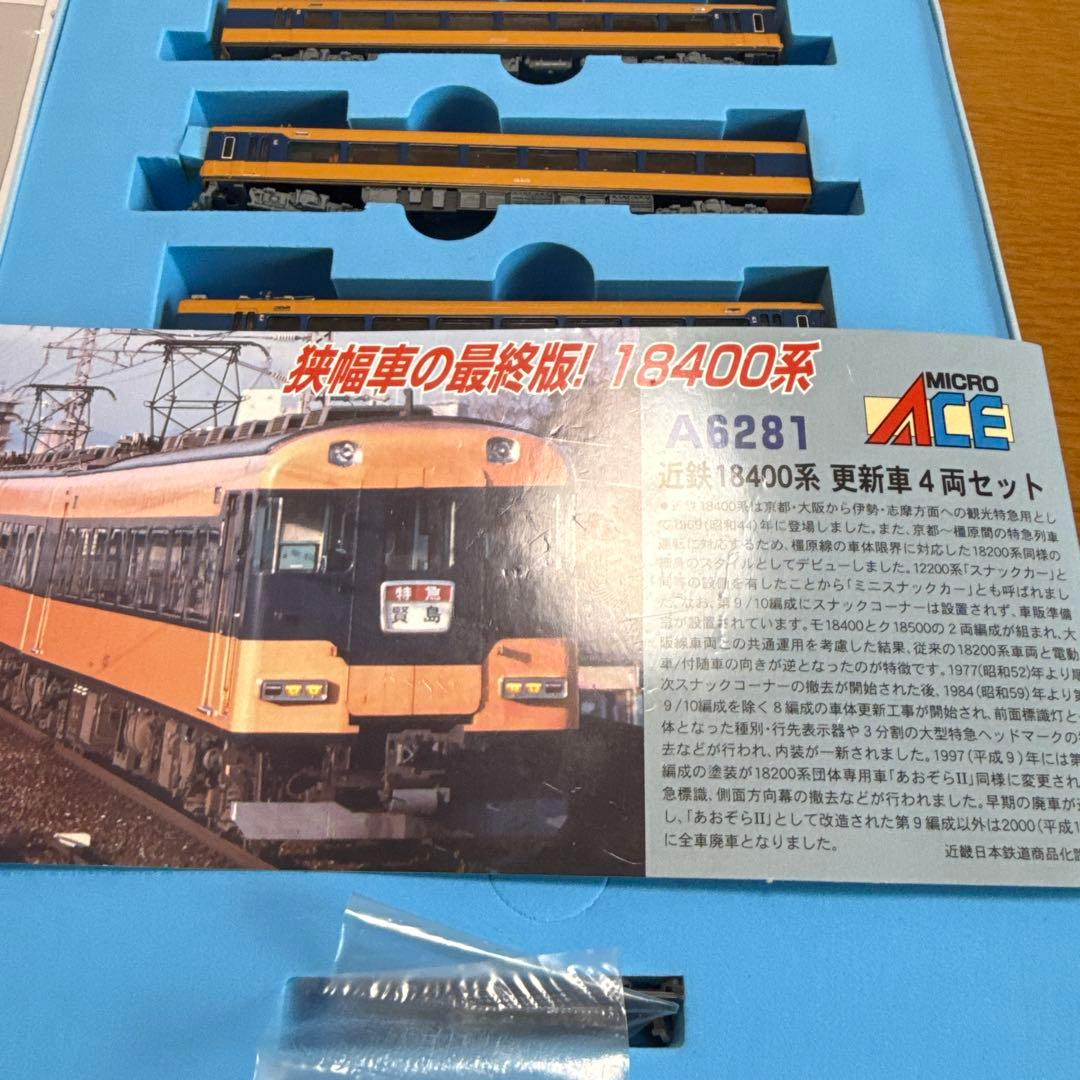 狭幅車の最終版! 18400系
MICRO
ACE
A6281
近鉄18400系 更新車4両セット
●近鉄18400系は京都・大阪から伊勢・志摩方面への観光特急用とし
て1969(昭和44)年に登場しました。また、京都〜橿原間の特急列車
運転に対応するため、橿原線の車体限界に対応した18200系同様の
独自のスタイルとしてデビューしました。12200系「スナックカー」と
同等の設備を有したことから「ミニスナックカー」とも呼ばれまし
た。なお、第9/10編成にスナックコーナーは設置されず、車販準備
室が設置されています。モ18400とク18500の2両編成が組まれ、大
阪線車両との共通運用を考慮した結果、従来の18200系車両と電動
車/付随車の向きが逆となったのが特徴です。1977(昭和52)年より順
次スナックコーナーの撤去が開始された後、1984(昭和59)年より第
9/10編成を除く8編成の車体更新工事が開始され、前面標識灯と
体となった種別・行先表示器や3分割の大型特急ヘッドマークの
去などが行われ、内装が一新されました。1997(平成9)年には第
編成の塗装が18200系団体専用車「あおぞらII」同様に変更され
急標識、側面方向幕の撤去などが行われました。早期の廃車が
し、「あおぞらII」として改造された第9編成以外は2000(平成1
に全車廃車となりました。
近畿日本鉄道商品化
特急
賢島